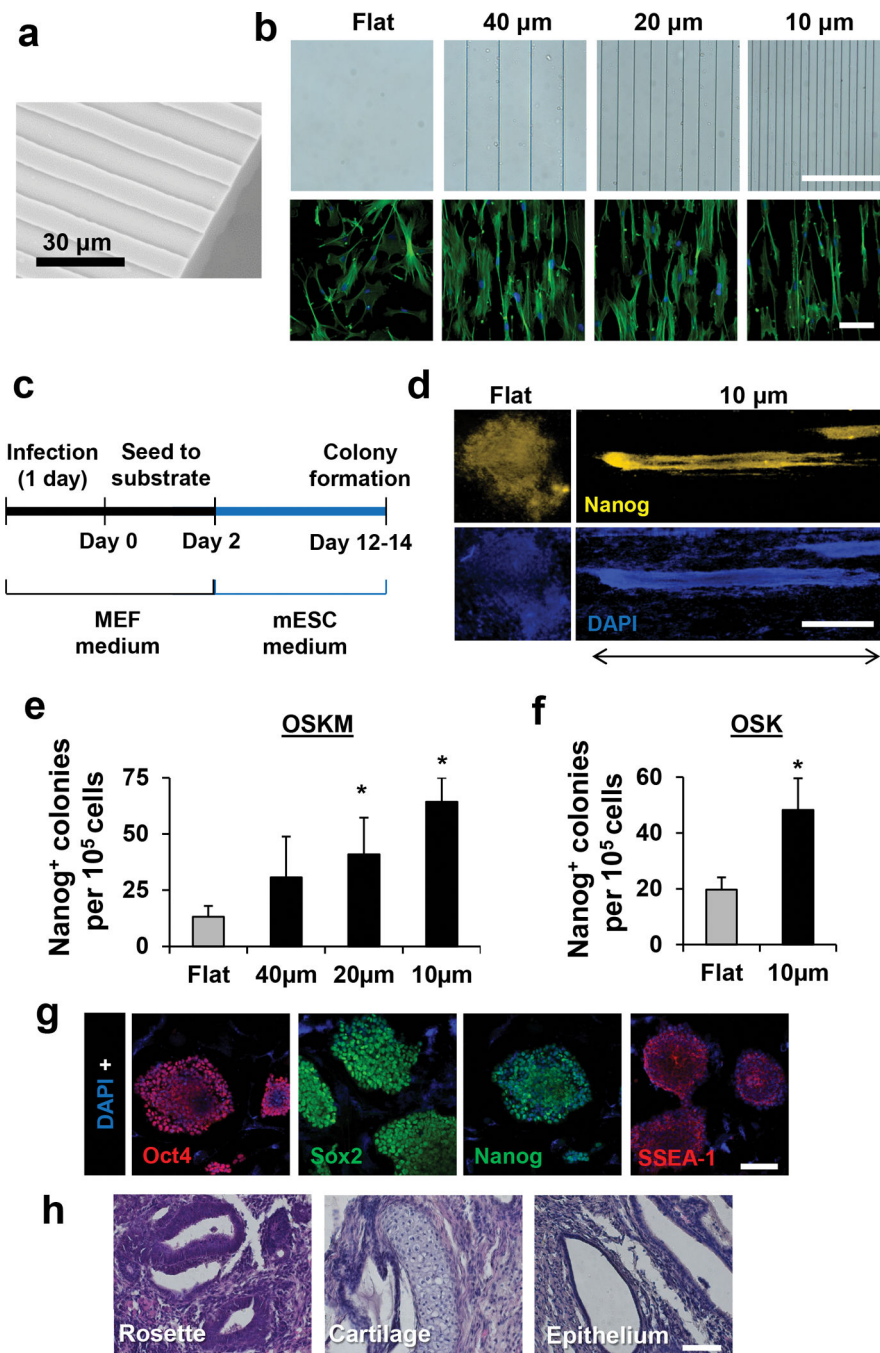 a
30 µm
b
Flat
40 µm
20 µm
10 µm
c
Infection
(1 day)
Seed to
substrate
Colony
formation
Day 0
Day 2
Day 12-14
MEF
medium
mESC
medium
d
Flat
10 µm
Nanog
DAPI
e
OSKM
Nanog⁺ colonies
per 10⁵ cells
75
50
25
0
*
*
Flat
40µm
20µm
10µm
f
OSK
Nanog⁺ colonies
per 10⁵ cells
60
40
20
0
*
Flat
10µm
g
DAPI +
Oct4
Sox2
Nanog
SSEA-1
h
Rosette
Cartilage
Epithelium